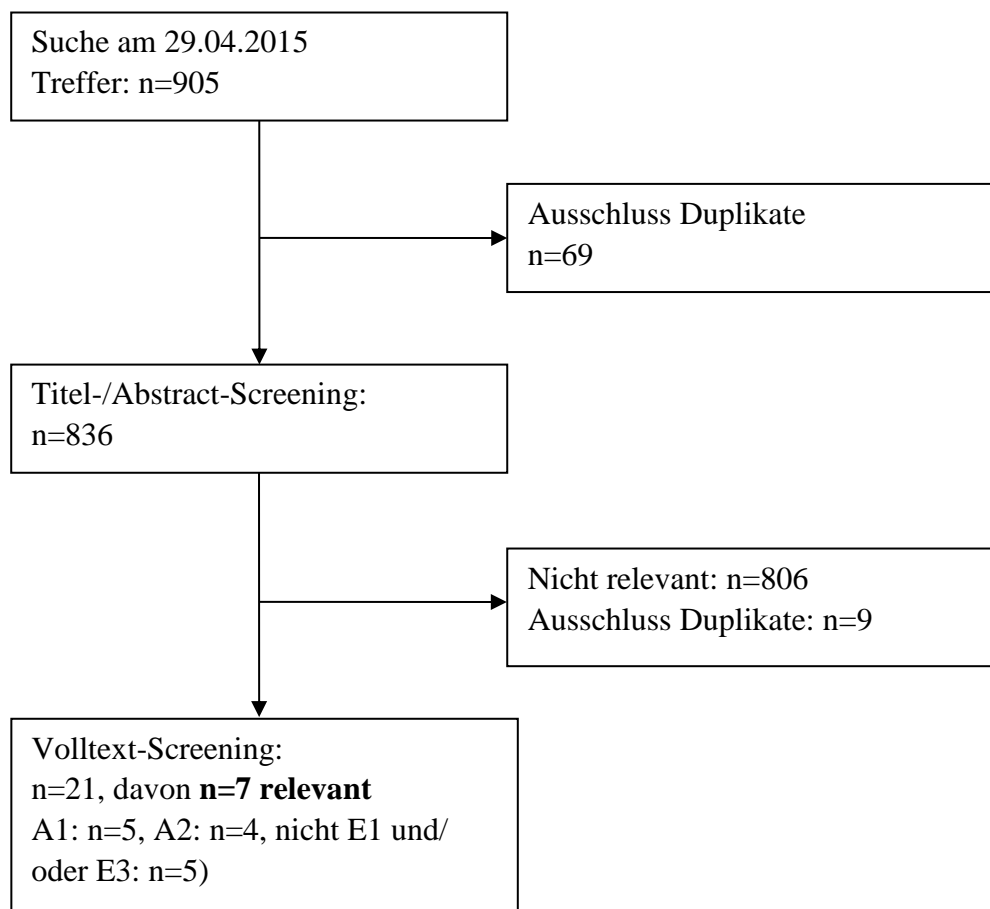 Suche am 29.04.2015
Treffer: n=905
Ausschluss Duplikate
n=69
Titel-/Abstract-Screening:
n=836
Nicht relevant: n=806
Ausschluss Duplikate: n=9
Volltext-Screening:
n=21, davon n=7 relevant
A1: n=5, A2: n=4, nicht E1 und/
oder E3: n=5)